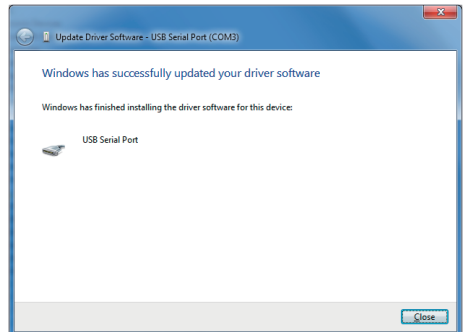 Update Driver Software - USB Serial Port (COM3)
Windows has successfully updated your driver software
Windows has finished installing the driver software for this device:
USB Serial Port
Close